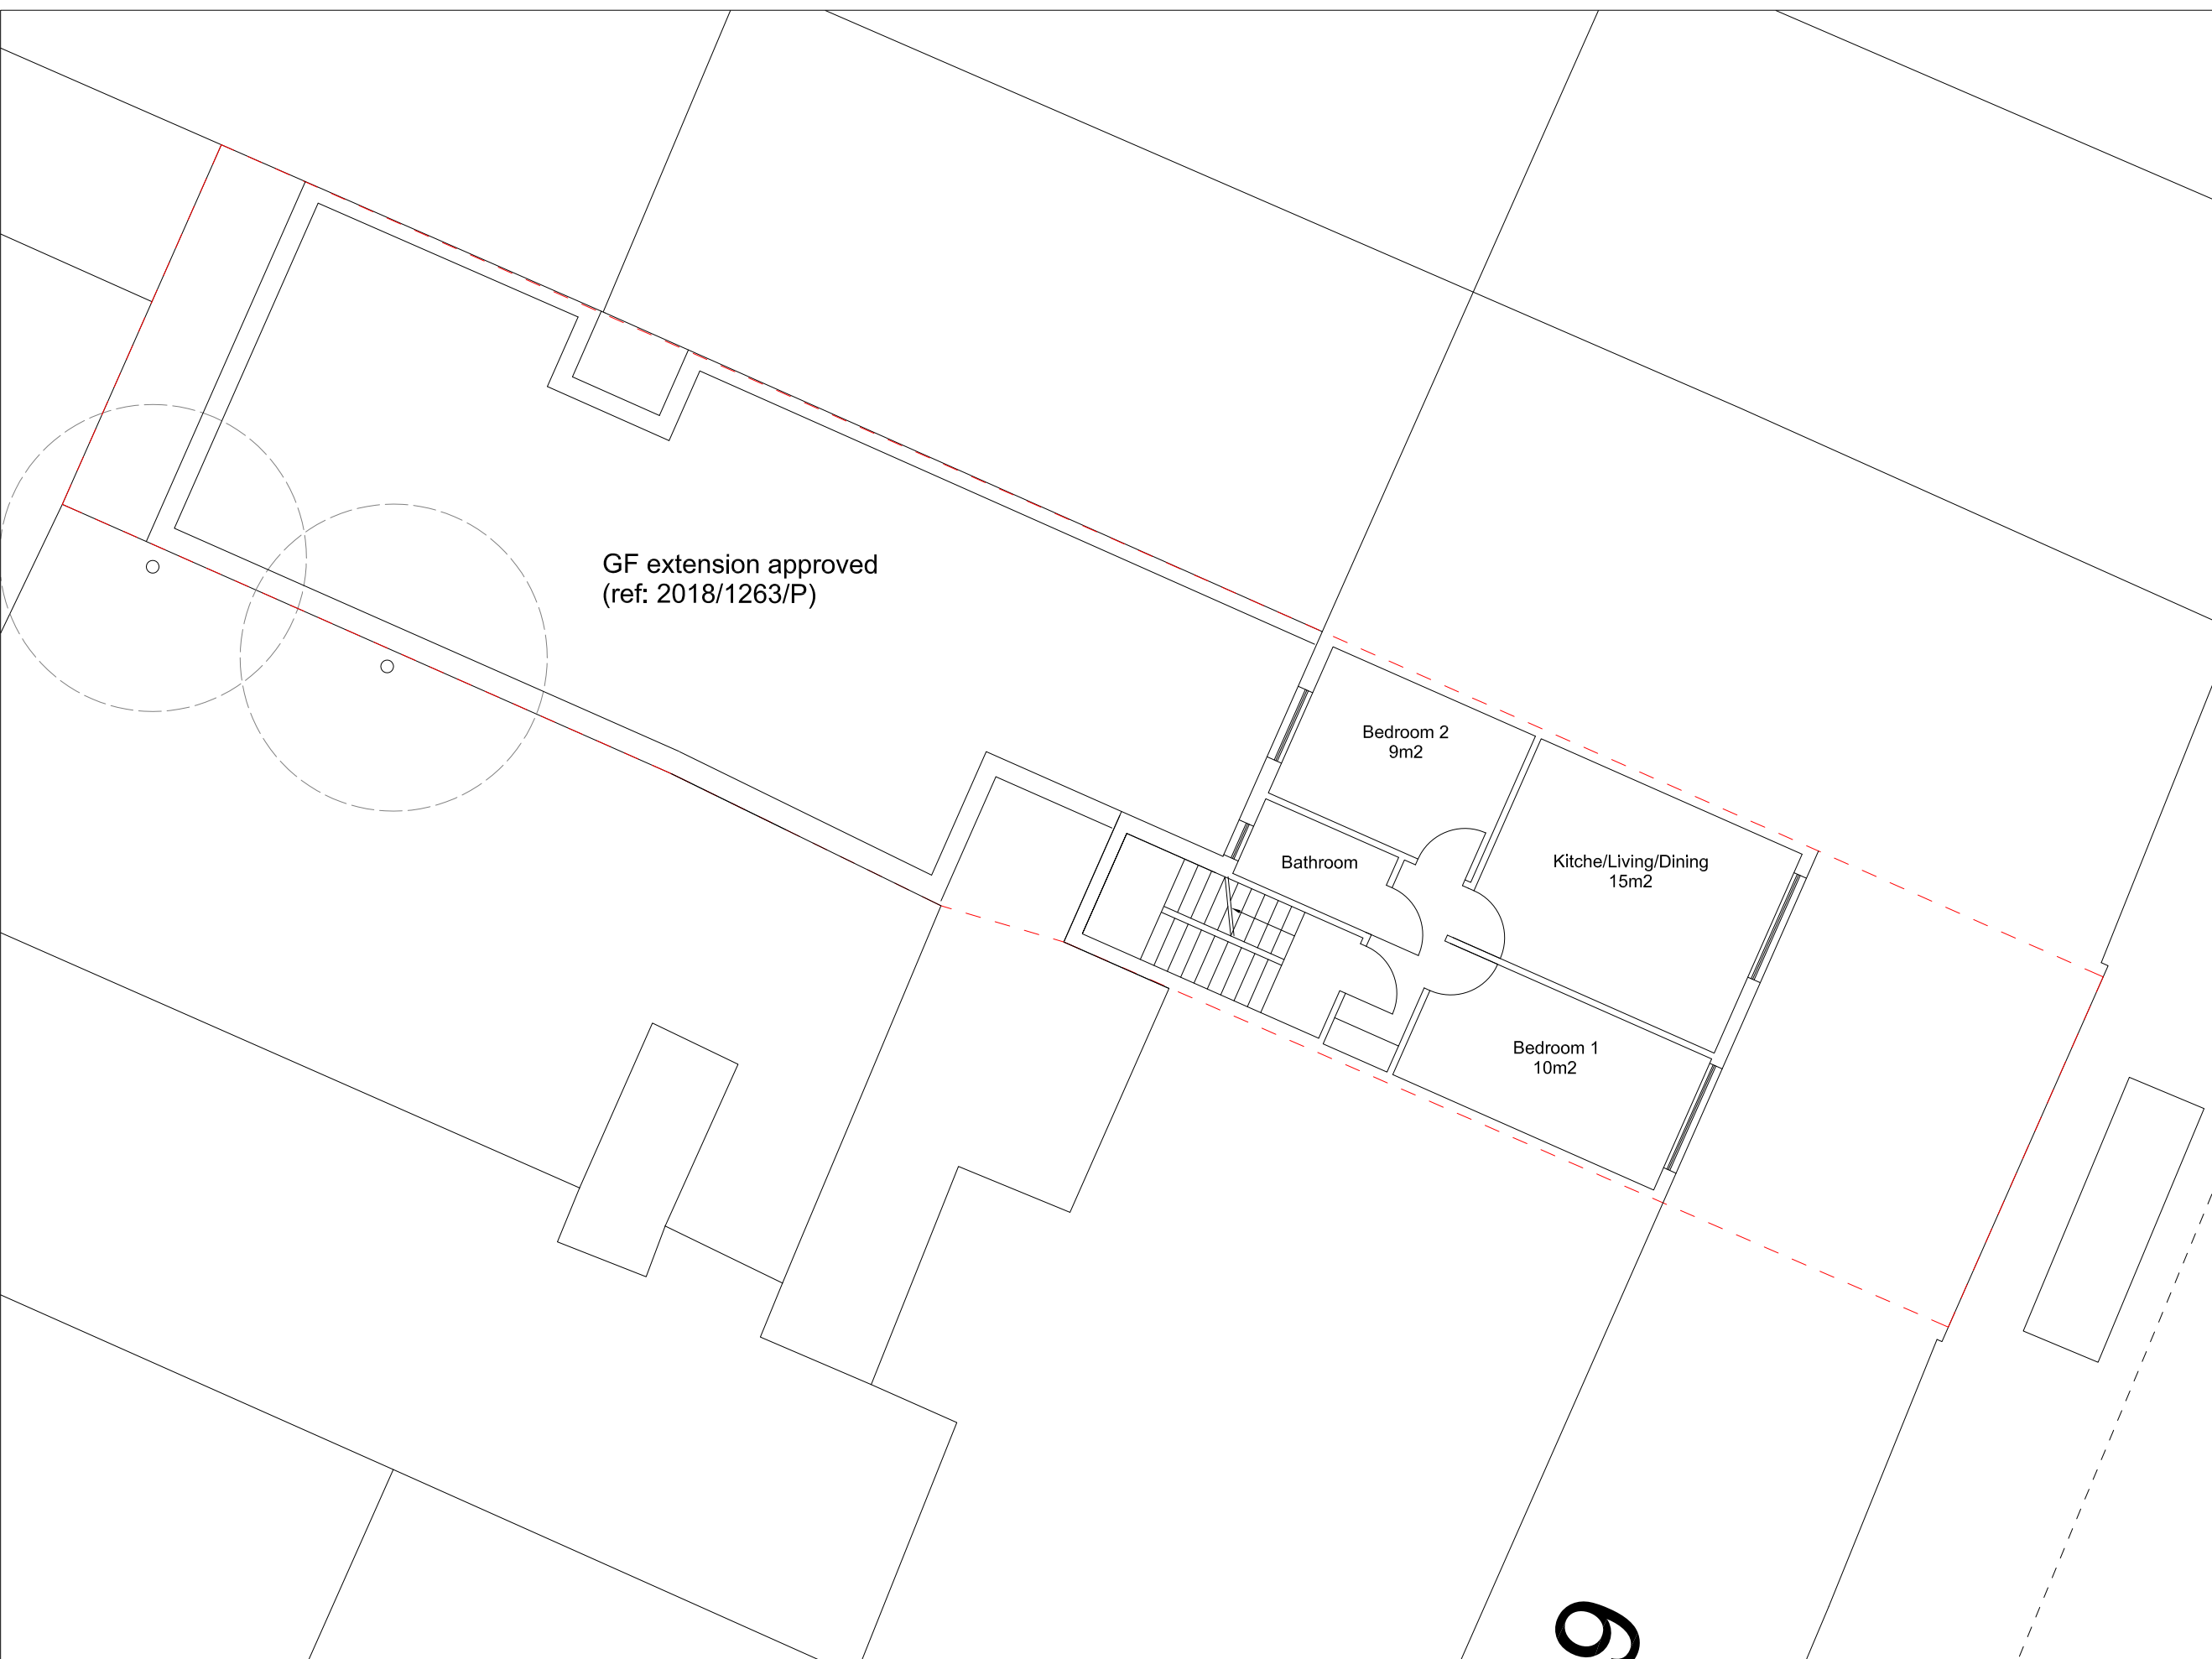 GF extension approved
(ref: 2018/1263/P)
Bedroom 2
9m2
Bathroom
Kitche/Living/Dining
15m2
Bedroom 1
10m2
9